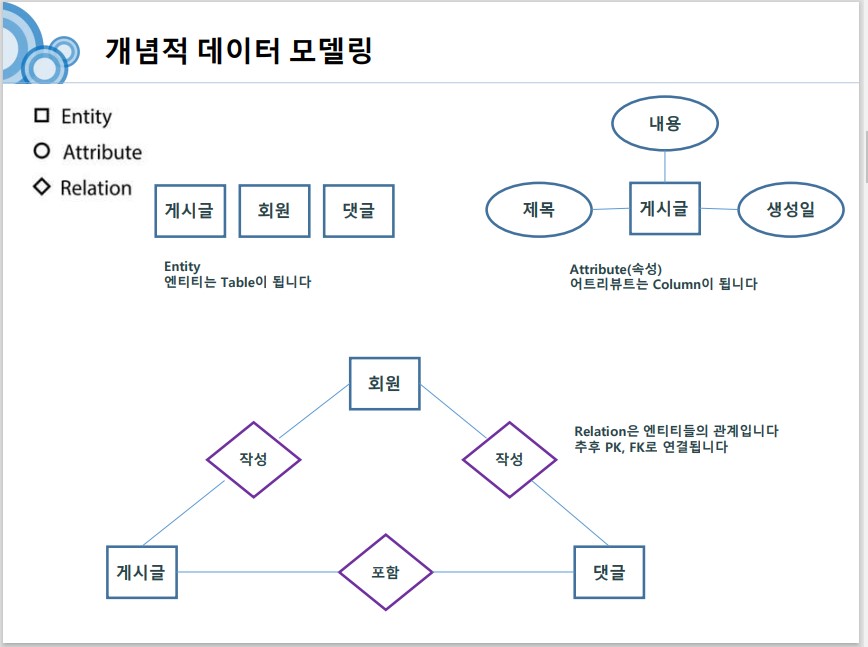 개념적 데이터 모델링
Entity
Attribute
Relation
게시글
회원
댓글
Entity
엔티티는 Table이 됩니다
내용
제목
게시글
생성일
Attribute(속성)
어트리뷰트는 Column이 됩니다
회원
작성
작성
Relation은 엔티티들의 관계입니다
추후 PK, FK로 연결됩니다
게시글
포함
댓글